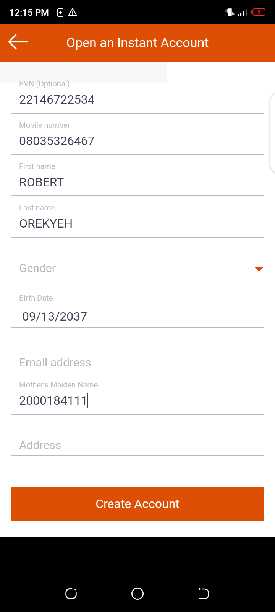 12:15 PM
Open an Instant Account
BVN (Optional)
22146722534
Mobile number
08035326467
First name
ROBERT
Last name
OREKYEH
Gender
Birth Date
09/13/2037
Email address
Mother's Maiden Name
2000184111
Address
Create Account